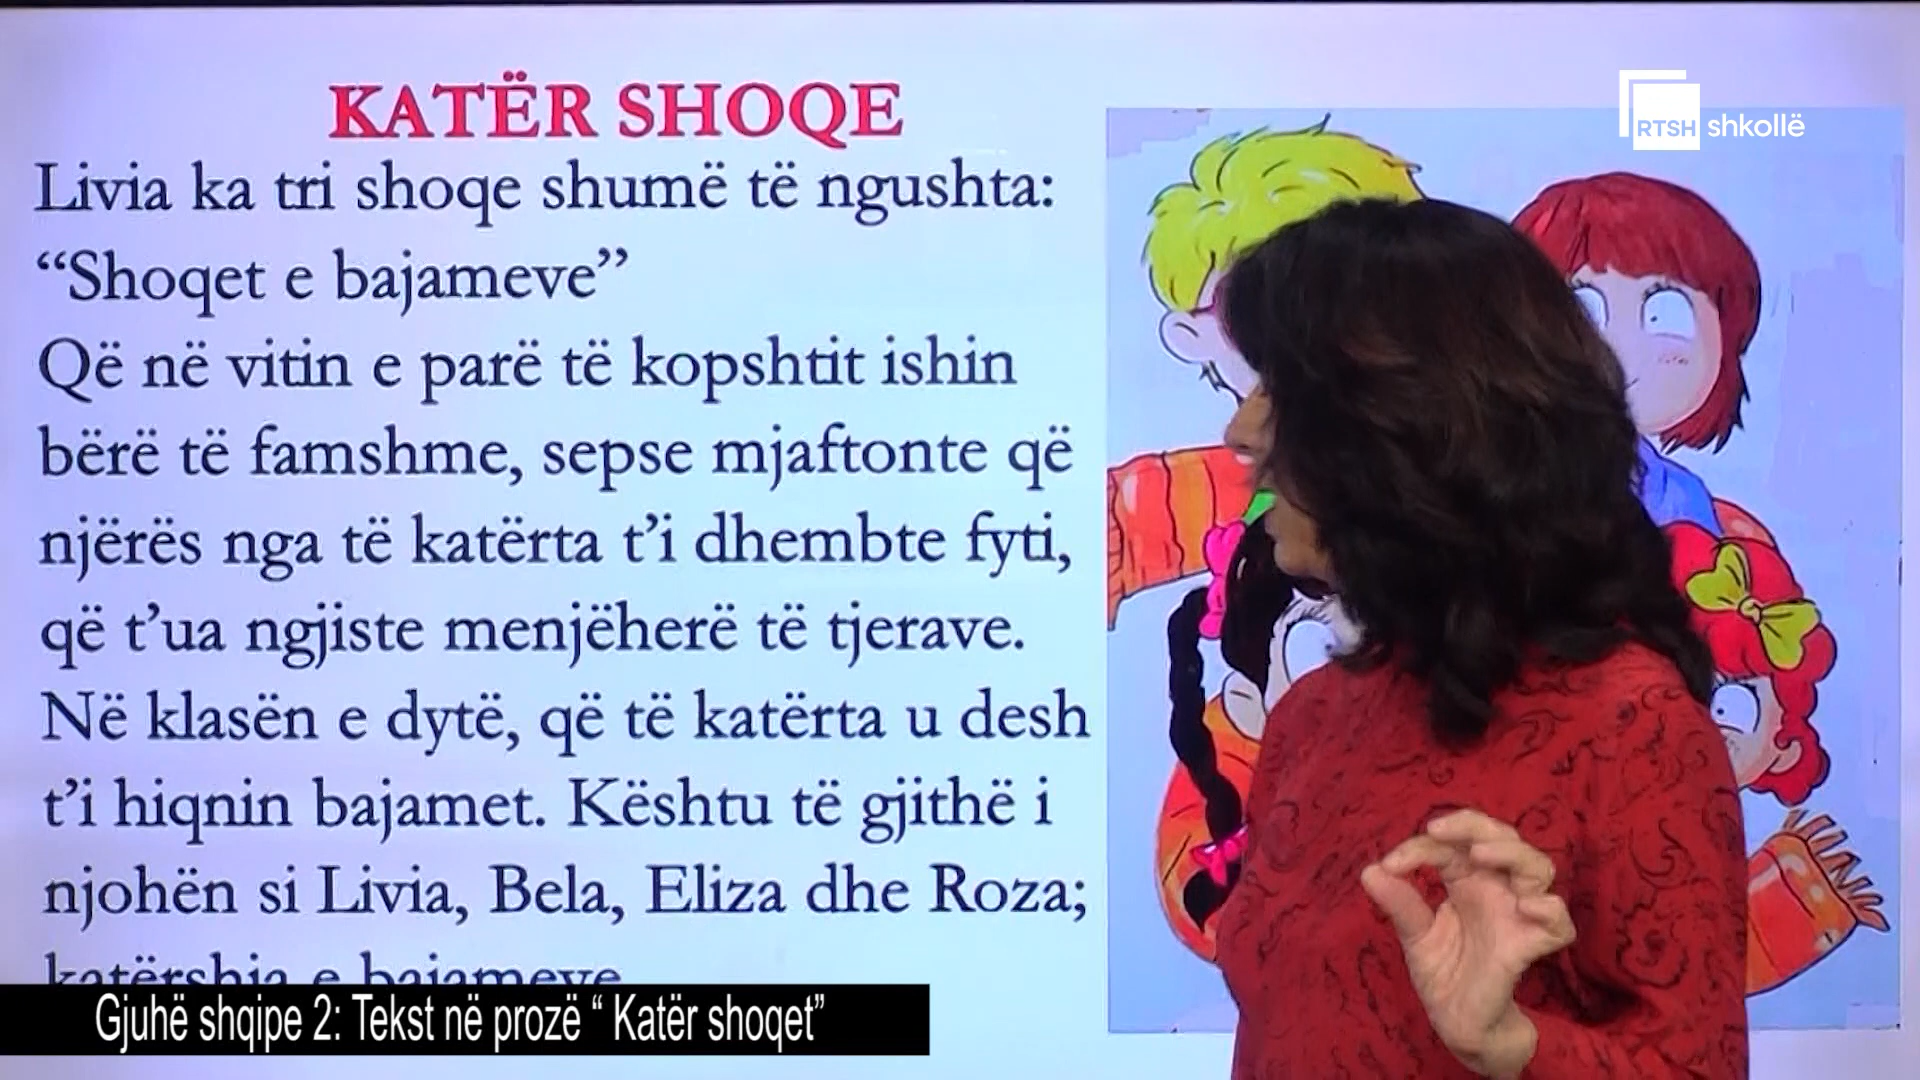 KATËR SHOQE
Livia ka tri shoqe shumë të ngushta:
“Shoqet e bajameve”
Që në vitin e parë të kopshtit ishin
bërë të famshme, sepse mjaftonte që
njërës nga të katërta t’i dhembte fyti,
që t’ua ngjiste menjëherë të tjerave.
Në klasën e dytë, që të katërta u desh
t’i hiqnin bajamet. Kështu të gjithë i
njohën si Livia, Bela, Eliza dhe Roza;
katërshja e bajameve
RTSH shkollë
Gjuhë shqipe 2: Tekst në prozë “ Katër shoqet”